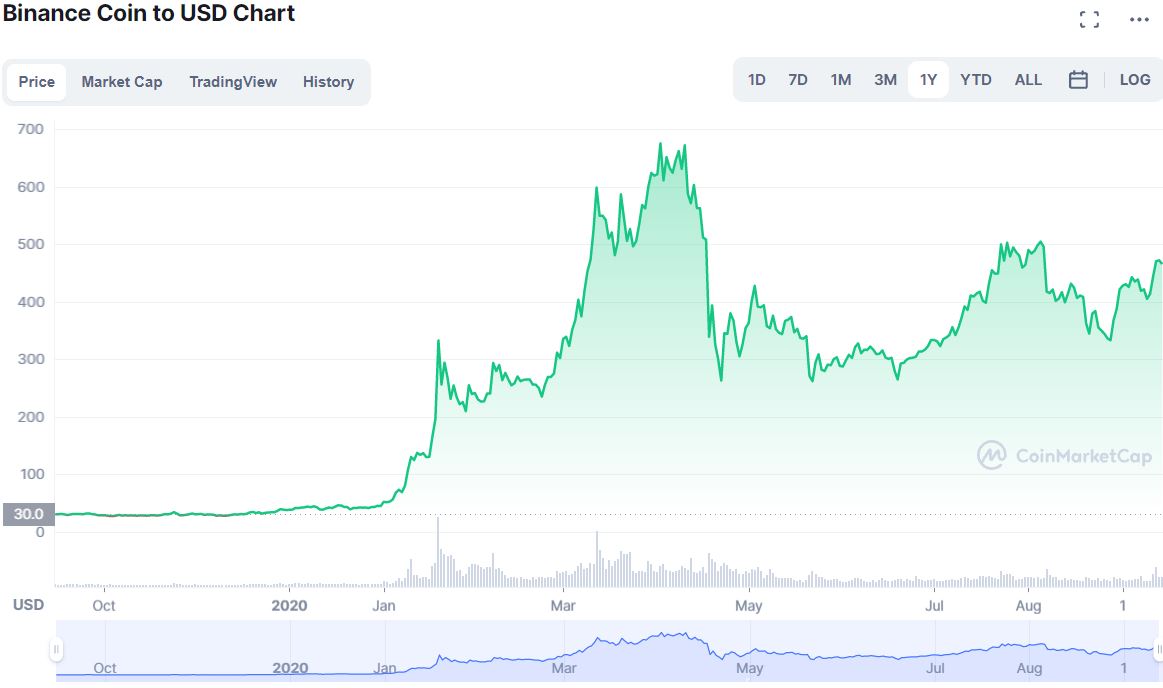 Binance Coin to USD Chart
Price Market Cap TradingView History
1D 7D 1M 3M 1Y YTD ALL LOG
700
600
500
400
300
200
100
30.0
0
CoinMarketCap
USD Oct 2020 Jan Mar May Jul Aug 1
Oct 2020 Jan Mar May Jul Aug 1